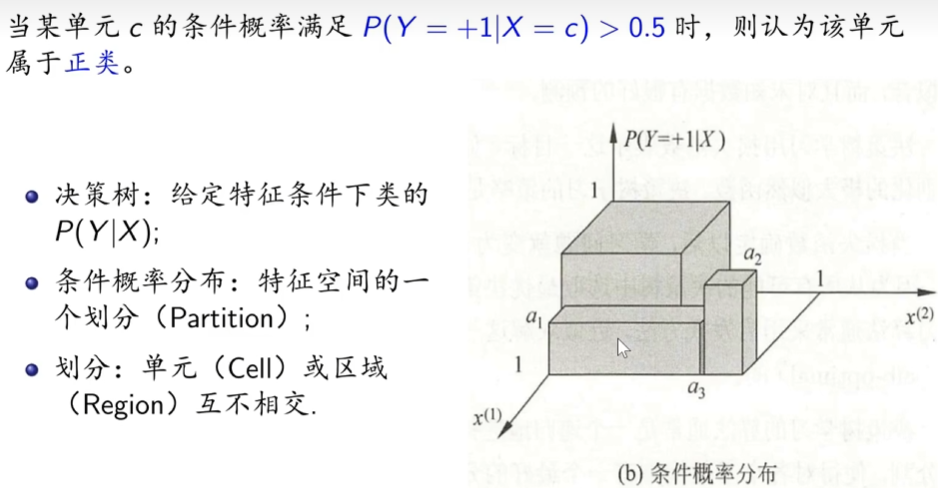 当某单元 c 的条件概率满足 P(Y = +1|X = c) > 0.5 时，则认为该单元
属于正类。
决策树：给定特征条件下类的
P(Y|X);
条件概率分布：特征空间的一
个划分（Partition）;
划分：单元（Cell）或区域
（Region）互不相交.
P(Y=+1|X)
1
a₂
1
x⁽²⁾
a₁
1
a₃
x⁽¹⁾
(b) 条件概率分布